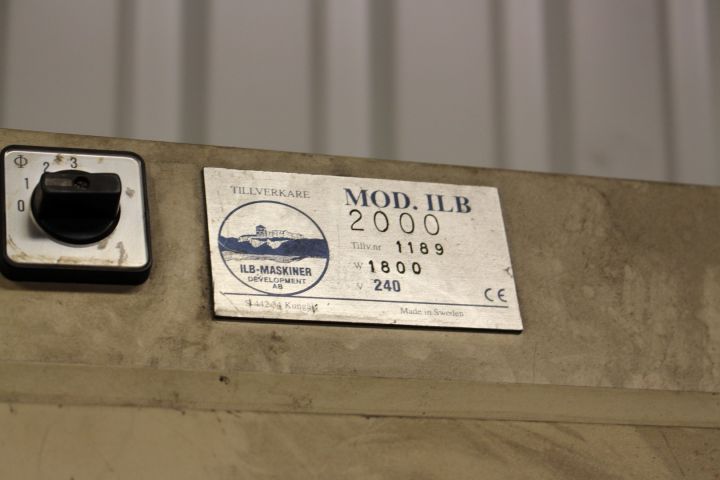 Φ
0 1 2 3
TILLVERKARE
ILB-MASKINER
DEVELOPMENT
AB
MOD. ILB
2000
Tillv.nr 1189
W 1800
V 240
CE
Made in Sweden